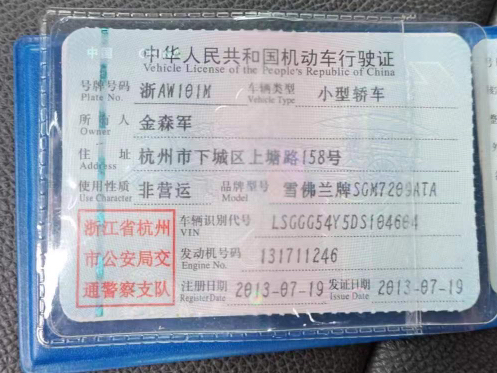 中华人民共和国机动车行驶证
Vehicle License of the People's Republic of China
号牌号码 浙AW101M 车辆类型 小型轿车
Plate No. Vehicle Type
所有人 金森军
Owner
住址 杭州市下城区上塘路158号
Address
使用性质 非营运 品牌型号 雪佛兰牌SGM7209ATA
Use Character Model
浙江省杭州
市公安局交
通警察支队
车辆识别代号 LSGGG54Y5DS104604
VIN
发动机号码 131711246
Engine No.
注册日期 2013-07-19 发证日期 2013-07-19
Register Date Issue Date